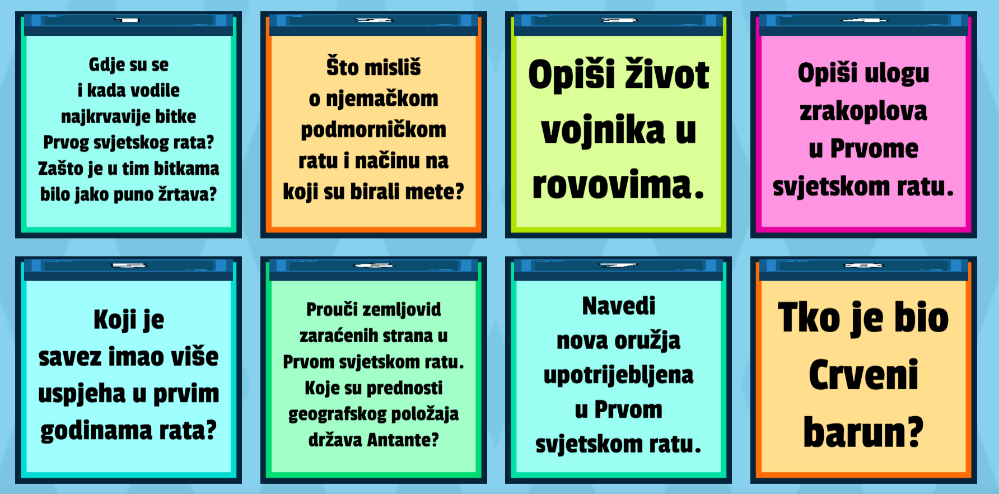 Gdje su se
i kada vodile
najkrvavije bitke
Prvog svjetskog rata?
Zašto je u tim bitkama
bilo jako puno žrtava?
Što misliš
o njemačkom
podmorničkom
ratu i načinu na
koji su birali mete?
Opiši život
vojnika u
rovovima.
Opiši ulogu
zrakoplova
u Prvome
svjetskom ratu.
Koji je
savez imao više
uspjeha u prvim
godinama rata?
Prouči zemljovid
zaraćenih strana u
Prvom svjetskom ratu.
Koje su prednosti
geografskog položaja
država Antante?
Navedi
nova oružja
upotrijebljena
u Prvom
svjetskom ratu.
Tko je bio
Crveni
barun?